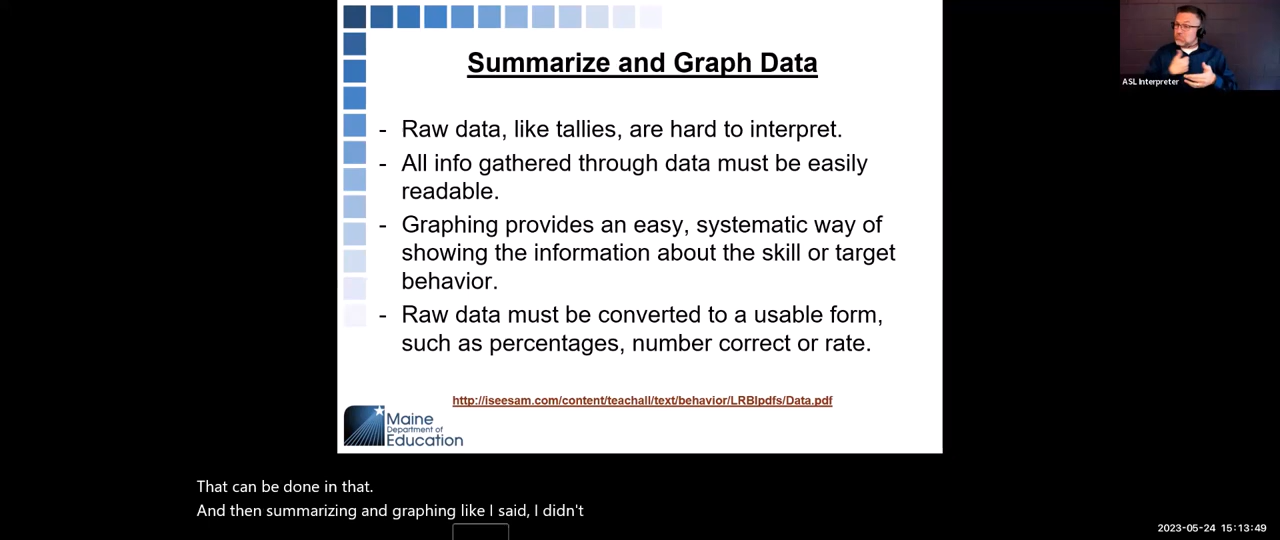 Summarize and Graph Data
- Raw data, like tallies, are hard to interpret.
- All info gathered through data must be easily
readable.
- Graphing provides an easy, systematic way of
showing the information about the skill or target
behavior.
- Raw data must be converted to a usable form,
such as percentages, number correct or rate.
http://iseesam.com/content/teachall/text/behavior/LRBIpdfs/Data.pdf
Maine
Department of
Education
ASL Interpreter
That can be done in that.
And then summarizing and graphing like I said, I didn't
2023-05-24 15:13:49